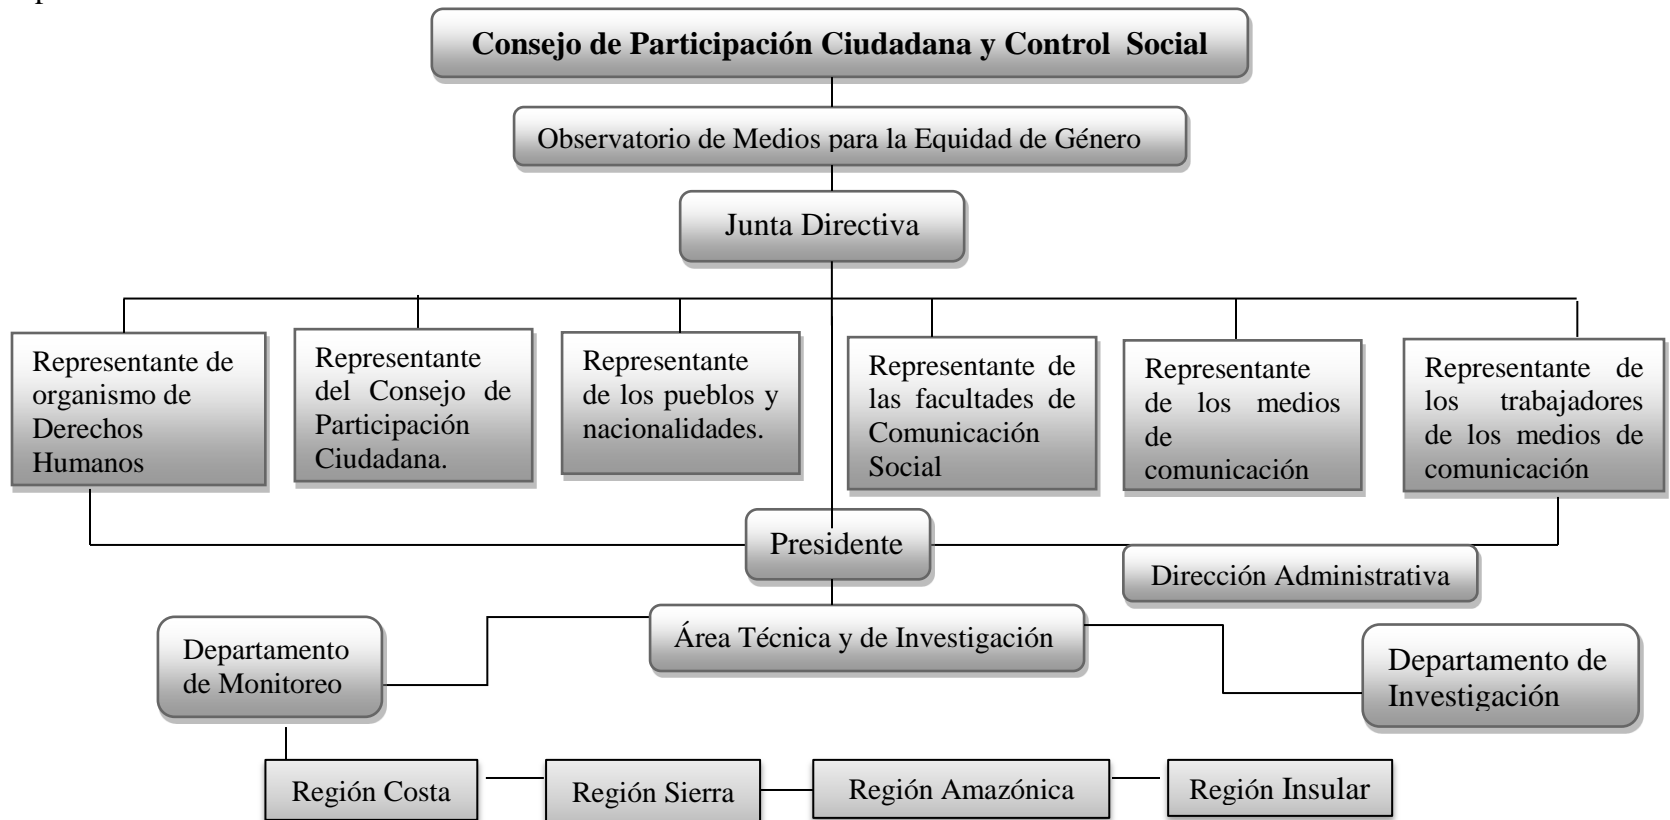 Consejo de Participación Ciudadana y Control Social
Observatorio de Medios para la Equidad de Género
Junta Directiva
Representante de
organismo de
Derechos
Humanos
Representante
del Consejo de
Participación
Ciudadana.
Representante
de los pueblos y
nacionalidades.
Representante de
las facultades de
Comunicación
Social
Representante
de los medios
de
comunicación
Representante de
los trabajadores
de los medios de
comunicación
Presidente
Dirección Administrativa
Área Técnica y de Investigación
Departamento
de Monitoreo
Departamento de
Investigación
Región Costa
Región Sierra
Región Amazónica
Región Insular